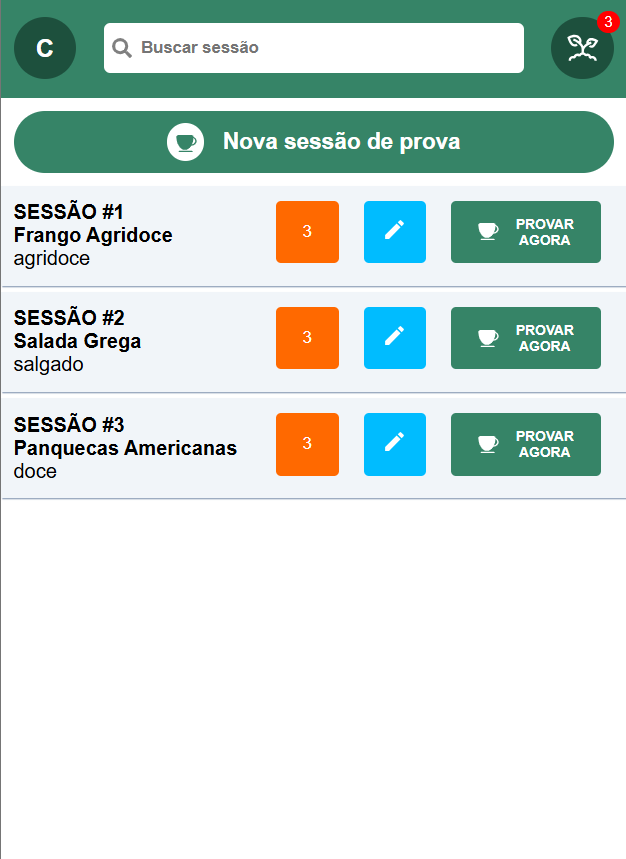 C
Buscar sessão
3
Nova sessão de prova
SESSÃO #1
Frango Agridoce
agridoce
3
PROVAR
AGORA
SESSÃO #2
Salada Grega
salgado
3
PROVAR
AGORA
SESSÃO #3
Panquecas Americanas
doce
3
PROVAR
AGORA